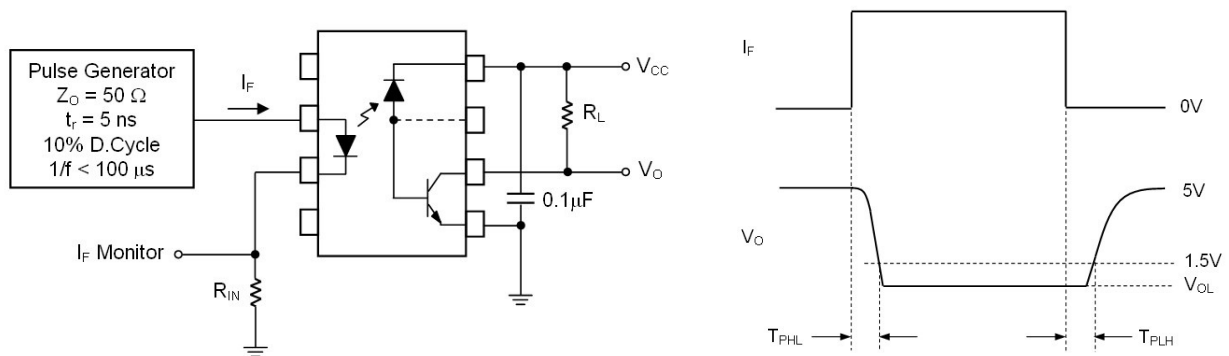 Pulse Generator
Z_O = 50 Ω
t_r = 5 ns
10% D.Cycle
1/f < 100 μs
I_F
I_F Monitor
R_IN
V_CC
R_L
V_O
0.1μF
I_F
0V
5V
V_O
1.5V
V_OL
T_PHL
T_PLH